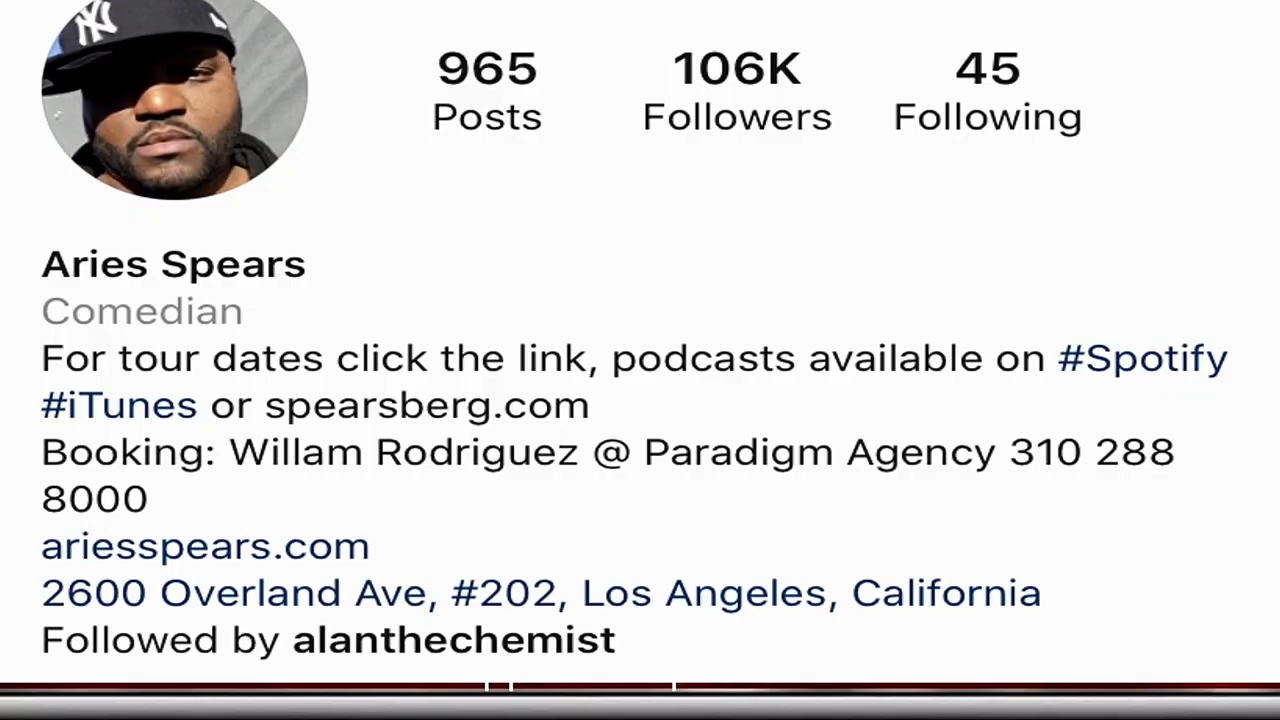 965 106K 45
Posts Followers Following
Aries Spears
Comedian
For tour dates click the link, podcasts available on #Spotify
#iTunes or spearsberg.com
Booking: Willam Rodriguez @ Paradigm Agency 310 288
8000
ariesspears.com
2600 Overland Ave, #202, Los Angeles, California
Followed by alanthechemist